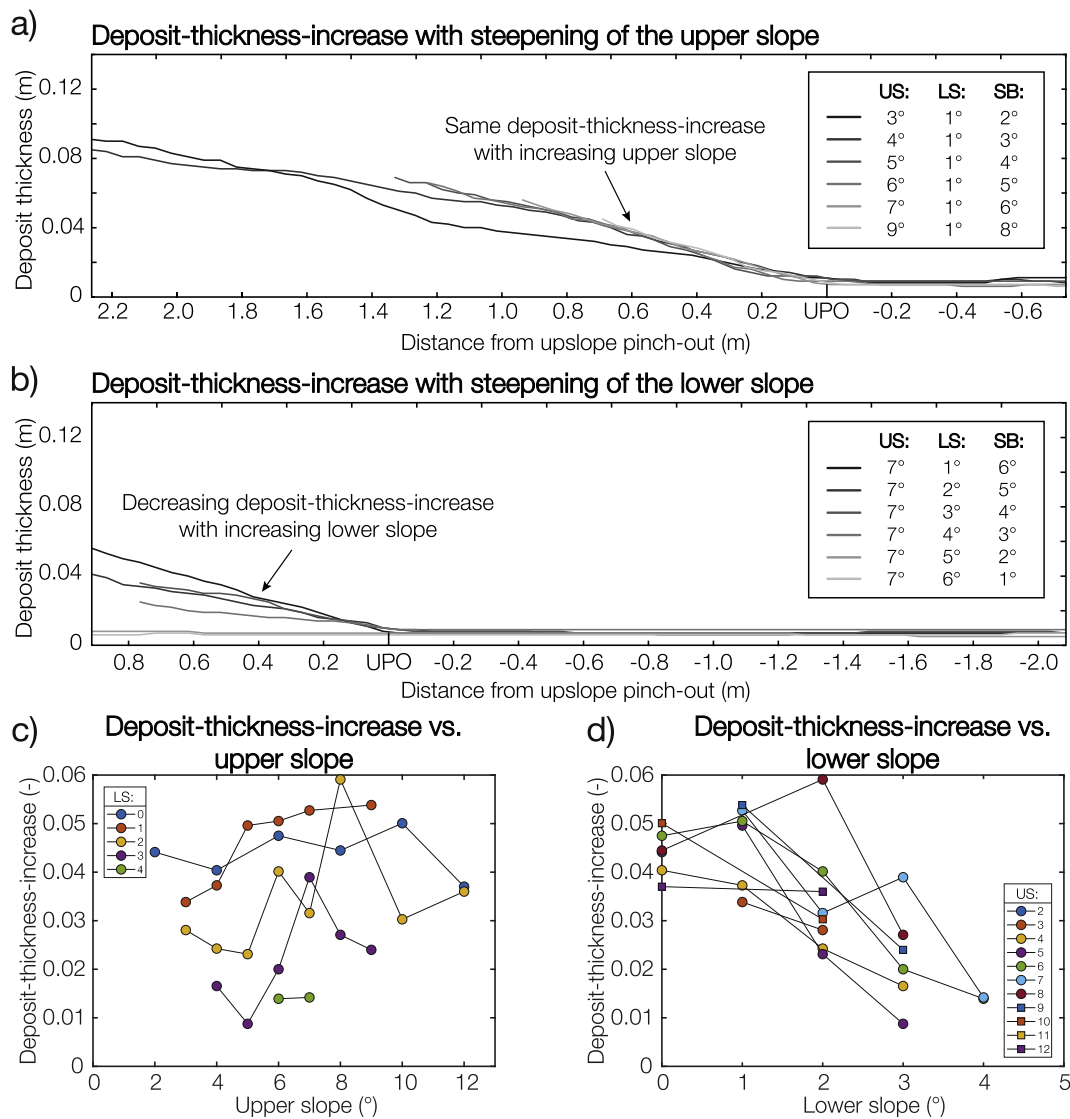 a)
Deposit-thickness-increase with steepening of the upper slope
Deposit thickness (m)
0.12
0.08
0.04
0
Same deposit-thickness-increase
with increasing upper slope
US: LS: SB:
3° 1° 2°
4° 1° 3°
5° 1° 4°
6° 1° 5°
7° 1° 6°
9° 1° 8°
2.2 2.0 1.8 1.6 1.4 1.2 1.0 0.8 0.6 0.4 0.2 UPO -0.2 -0.4 -0.6
Distance from upslope pinch-out (m)
b)
Deposit-thickness-increase with steepening of the lower slope
Deposit thickness (m)
0.12
0.08
0.04
0
Decreasing deposit-thickness-increase
with increasing lower slope
US: LS: SB:
7° 1° 6°
7° 2° 5°
7° 3° 4°
7° 4° 3°
7° 5° 2°
7° 6° 1°
0.8 0.6 0.4 0.2 UPO -0.2 -0.4 -0.6 -0.8 -1.0 -1.2 -1.4 -1.6 -1.8 -2.0
Distance from upslope pinch-out (m)
c)
Deposit-thickness-increase vs.
upper slope
Deposit-thickness-increase (-)
0.06
0.05
0.04
0.03
0.02
0.01
0
LS:
0
1
2
3
4
0 2 4 6 8 10 12
Upper slope (°)
d)
Deposit-thickness-increase vs.
lower slope
Deposit-thickness-increase (-)
0.06
0.05
0.04
0.03
0.02
0.01
0
US:
2
3
4
5
6
7
8
9
10
11
12
0 1 2 3 4 5
Lower slope (°)